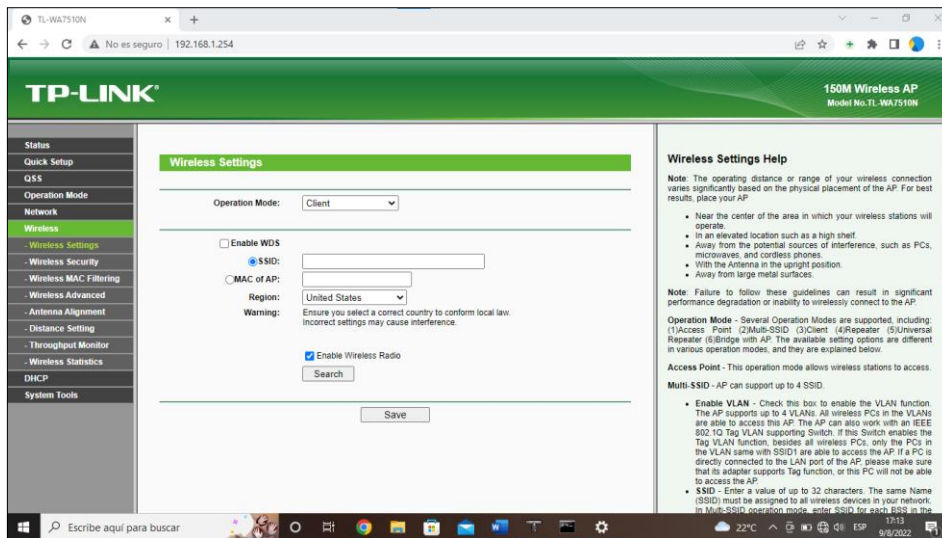 TL-WA7510N
No es seguro
192.168.1.254
TP-LINK®
150M Wireless AP
Model No.TL-WA7510N
Status
Quick Setup
QSS
Operation Mode
Network
Wireless
- Wireless Settings
- Wireless Security
- Wireless MAC Filtering
- Wireless Advanced
- Antenna Alignment
- Distance Setting
- Throughput Monitor
- Wireless Statistics
DHCP
System Tools
Wireless Settings
Operation Mode: Client
Enable WDS
SSID:
MAC of AP:
Region: United States
Warning: Ensure you select a correct country to conform local law.
Incorrect settings may cause interference.
Enable Wireless Radio
Search
Save
Wireless Settings Help
Note: The operating distance or range of your wireless connection
varies significantly based on the physical placement of the AP. For best
results, place your AP
• Near the center of the area in which your wireless stations will
operate.
• In an elevated location such as a high shelf.
• Away from the potential sources of interference, such as PCs,
microwaves, and cordless phones.
• With the Antenna in the upright position.
• Away from large metal surfaces.
Note: Failure to follow these guidelines can result in significant
performance degradation or inability to wirelessly connect to the AP.
Operation Mode - Several Operation Modes are supported, including:
(1)Access Point (2)Multi-SSID (3)Client (4)Repeater (5)Universal
Repeater (6)Bridge with AP. The available setting options are different
in various operation modes, and they are explained below.
Access Point - This operation mode allows wireless stations to access.
Multi-SSID - AP can support up to 4 SSID.
• Enable VLAN - Check this box to enable the VLAN function.
The AP supports up to 4 VLANs. All wireless PCs in the VLANs
are able to access this AP. The AP can also work with an IEEE
802.1Q Tag VLAN supporting Switch. If this Switch enables the
Tag VLAN function, besides all wireless PCs, only the PCs in
the VLAN same with SSID1 are able to access the AP. If a PC is
directly connected to the LAN port of the AP, please make sure
that its adapter supports Tag function, or this PC will not be able
to access the AP.
• SSID - Enter a value of up to 32 characters. The same Name
(SSID) must be assigned to all wireless devices in your network.
In Multi-SSID operation mode, enter SSID for each BSS in the
Escribe aquí para buscar
22°C
ESP
17:13
9/8/2022